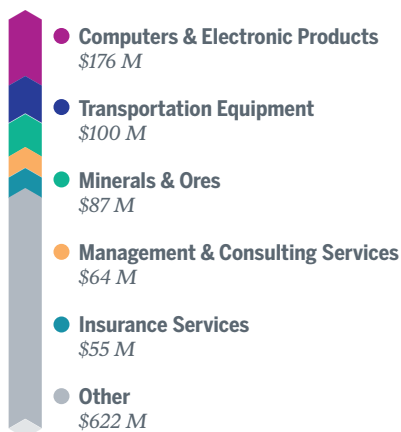 Computers & Electronic Products
$176 M
Transportation Equipment
$100 M
Minerals & Ores
$87 M
Management & Consulting Services
$64 M
Insurance Services
$55 M
Other
$622 M